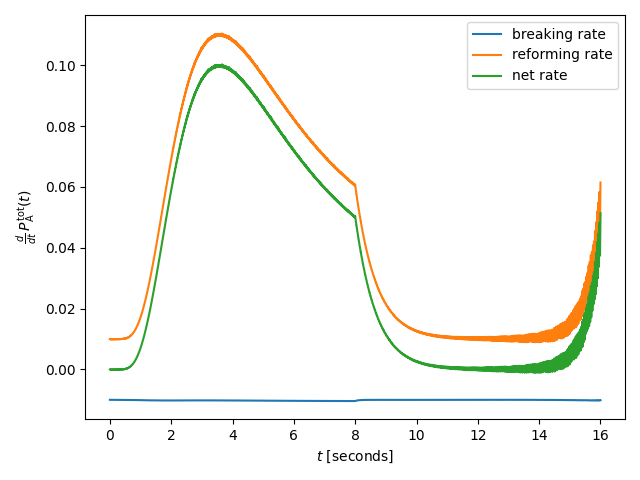 breaking rate
reforming rate
net rate
0.10
0.08
0.06
0.04
0.02
0.00
d/dt P_A^tot(t)
0 2 4 6 8 10 12 14 16
t [seconds]